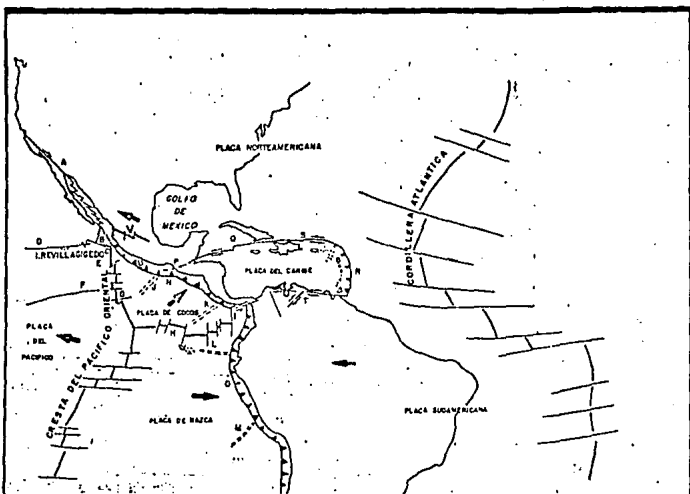 A
PLACA NORTEAMERICANA
GOLFO
DE
MEXICO
CORDILLERA ATLÁNTICA
V
B
D
I. REVILLAGIGEDO
C
E
Q
S
P
PLACA DEL CARIBE
R
F
U
H
J
K
T
PLACA DE COCOS
PLACA
DEL
PACIFICO
CRESTA DEL PACIFICO ORIENTAL
L
O
PLACA SUDAMERICANA
PLACA DE NAZCA
M